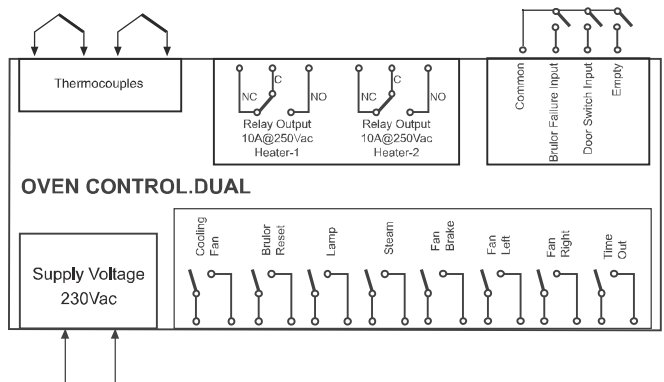 Thermocouples
NC
C
NO
NC
C
NO
Relay Output
10A@250Vac
Heater-1
Relay Output
10A@250Vac
Heater-2
Common
Brulor Failure Input
Door Switch Input
Empty
OVEN CONTROL.DUAL
Supply Voltage
230Vac
Cooling
Fan
Brulor
Reset
Lamp
Steam
Fan
Brake
Fan
Left
Fan
Right
Time
Out